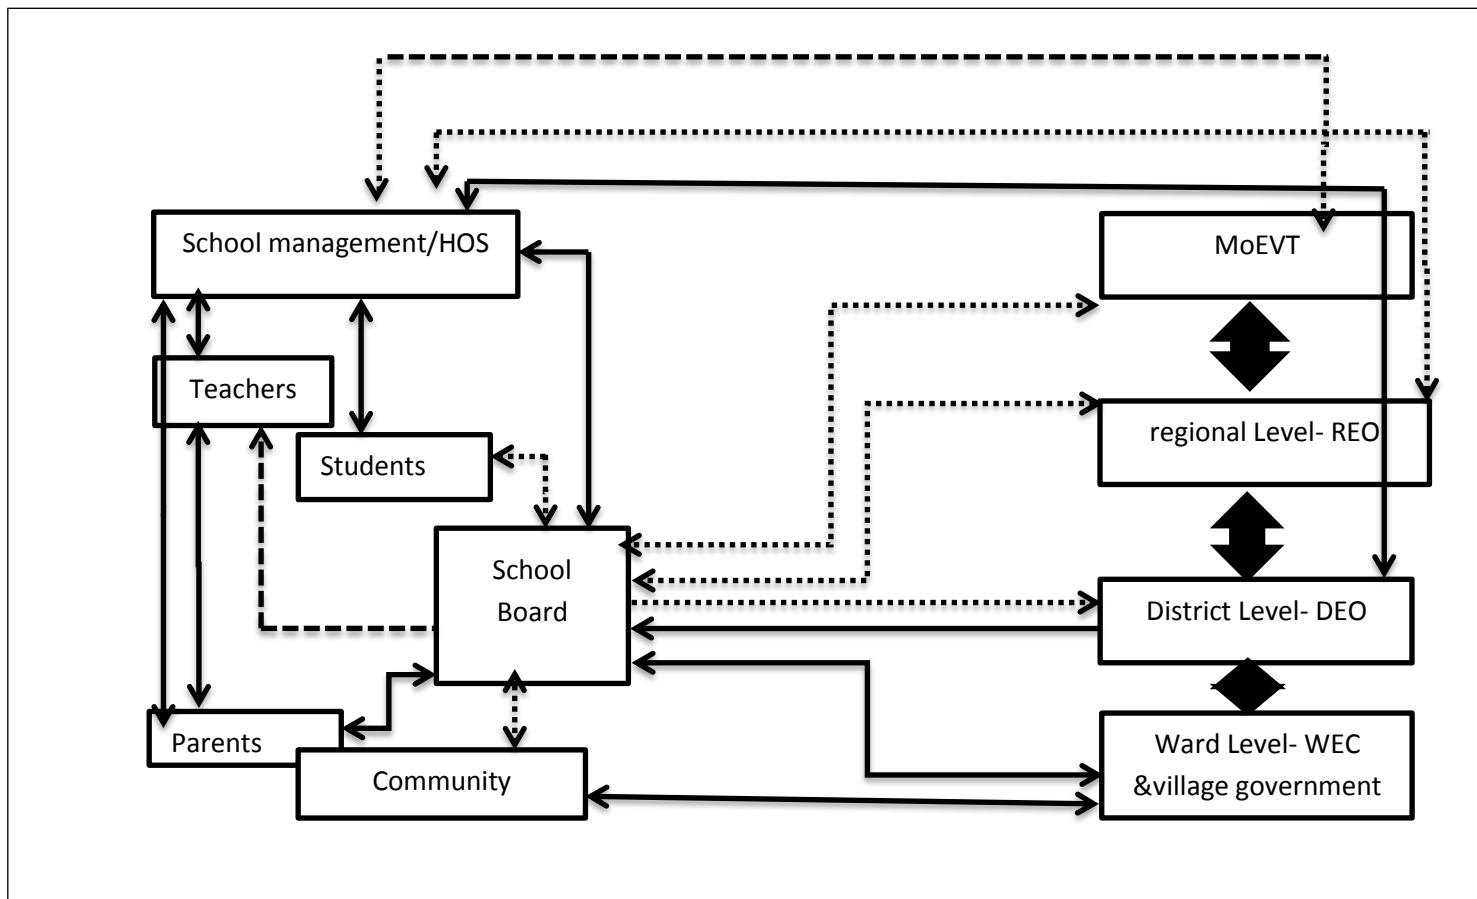 School management/HOS
MoEVT
Teachers
regional Level- REO
Students
School
Board
District Level- DEO
Parents
Community
Ward Level- WEC
&village government